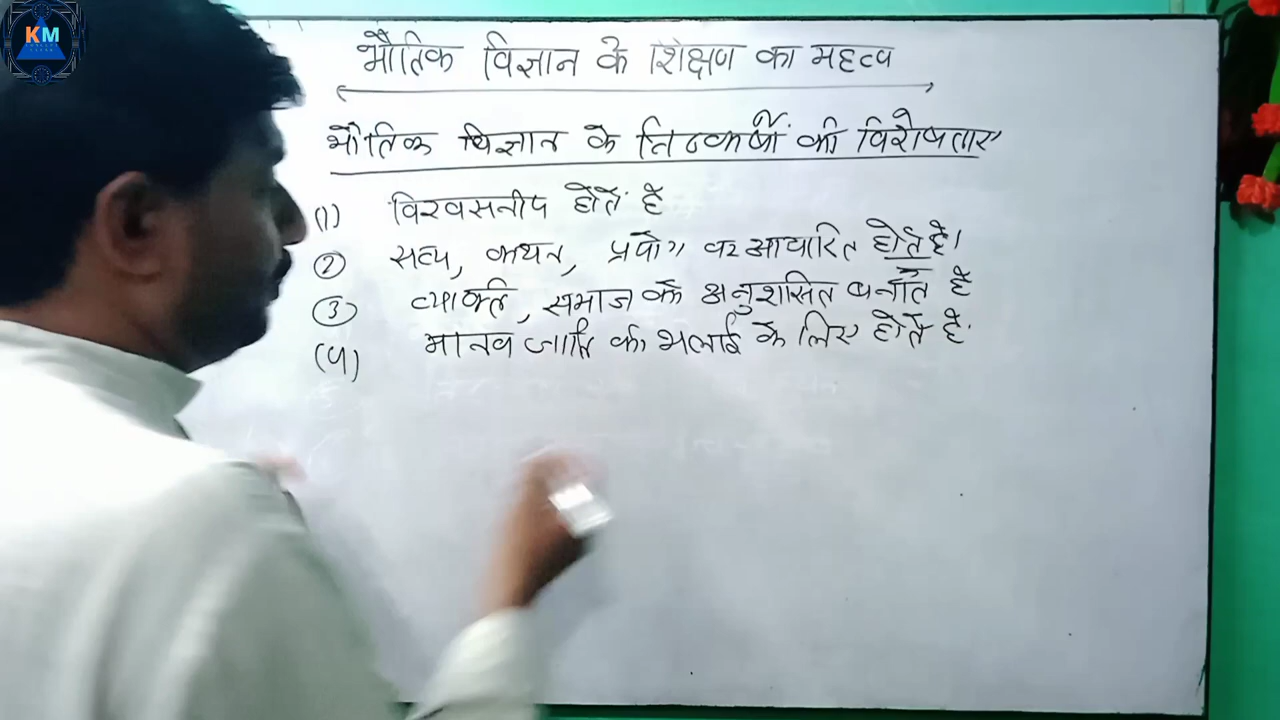 KM
भौतिक विज्ञान के शिक्षण का महत्व
भौतिक विज्ञान के निष्कर्षों की विशेषताए
(1) विश्वसनीय होते हैं
② सत्य, कथन, प्रयोग पर आधारित होते है।
③ व्यक्ति, समाज को अनुशासित बनाते है
(4) मानव जाति की भलाई के लिए होते है.